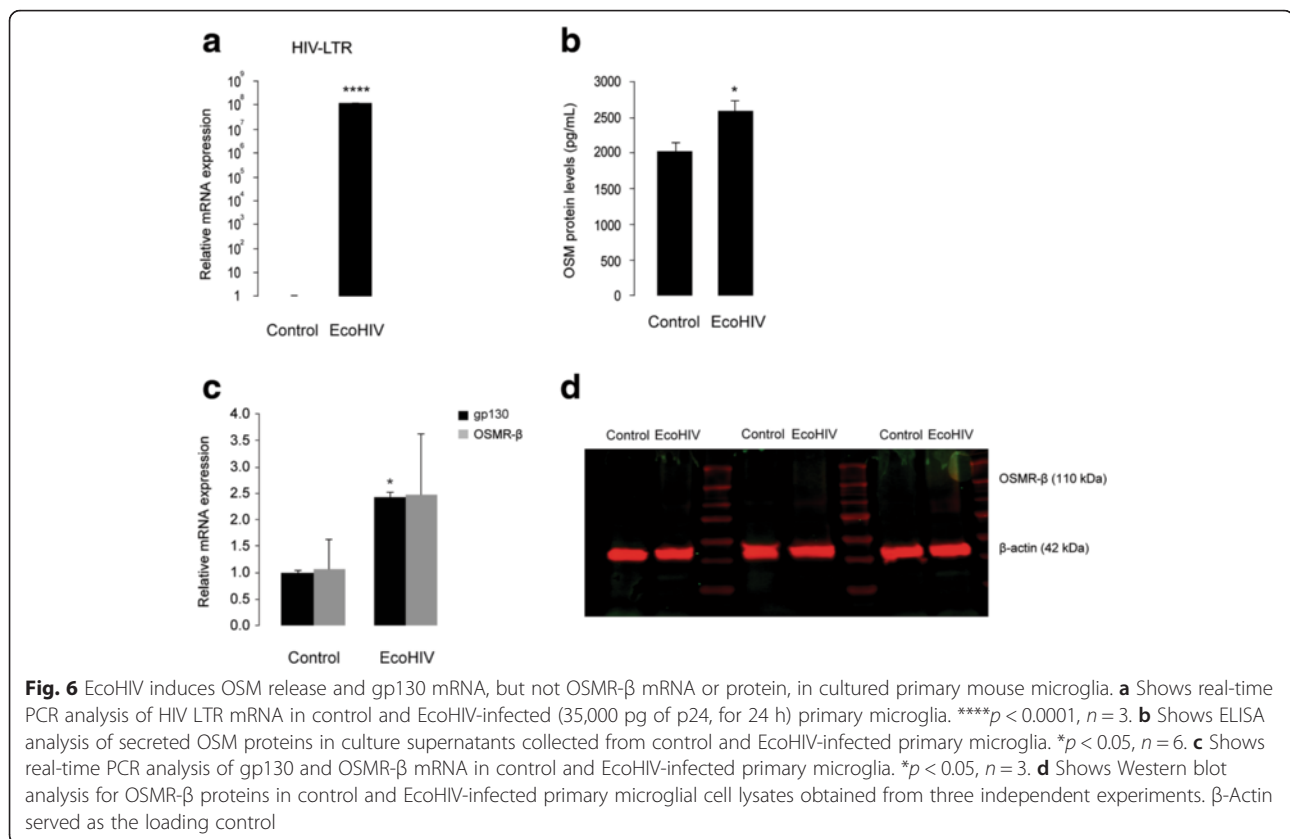 a
HIV-LTR
Relative mRNA expression
10⁹
10⁸
10⁷
10⁶
10⁵
10⁴
10³
10²
10
1
****
Control EcoHIV
b
OSM protein levels (pg/mL)
3000
2500
2000
1500
1000
500
0
*
Control EcoHIV
c
Relative mRNA expression
4.0
3.5
3.0
2.5
2.0
1.5
1.0
0.5
0.0
*
gp130
OSMR-β
Control EcoHIV
d
Control EcoHIV Control EcoHIV Control EcoHIV
OSMR-β (110 kDa)
β-actin (42 kDa)
Fig. 6 EcoHIV induces OSM release and gp130 mRNA, but not OSMR-β mRNA or protein, in cultured primary mouse microglia. a Shows real-time
PCR analysis of HIV LTR mRNA in control and EcoHIV-infected (35,000 pg of p24, for 24 h) primary microglia. ****p < 0.0001, n = 3. b Shows ELISA
analysis of secreted OSM proteins in culture supernatants collected from control and EcoHIV-infected primary microglia. *p < 0.05, n = 6. c Shows
real-time PCR analysis of gp130 and OSMR-β mRNA in control and EcoHIV-infected primary microglia. *p < 0.05, n = 3. d Shows Western blot
analysis for OSMR-β proteins in control and EcoHIV-infected primary microglial cell lysates obtained from three independent experiments. β-Actin
served as the loading control